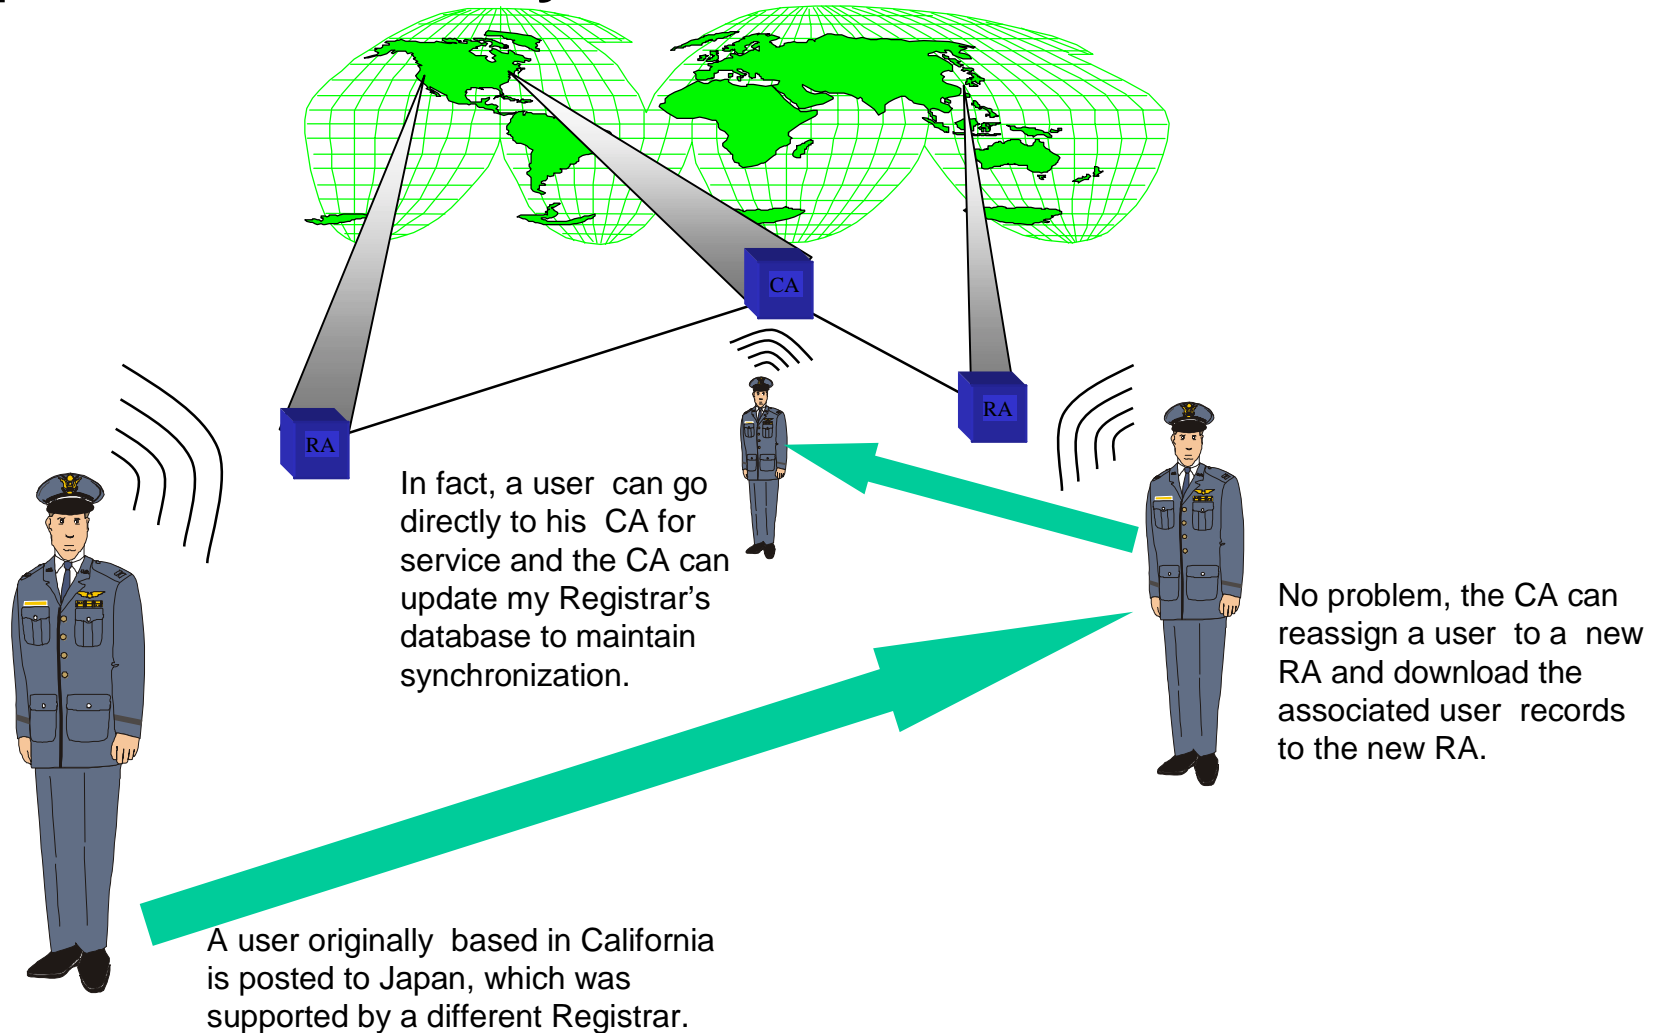 CA
RA
RA
In fact, a user can go
directly to his CA for
service and the CA can
update my Registrar's
database to maintain
synchronization.
No problem, the CA can
reassign a user to a new
RA and download the
associated user records
to the new RA.
A user originally based in California
is posted to Japan, which was
supported by a different Registrar.